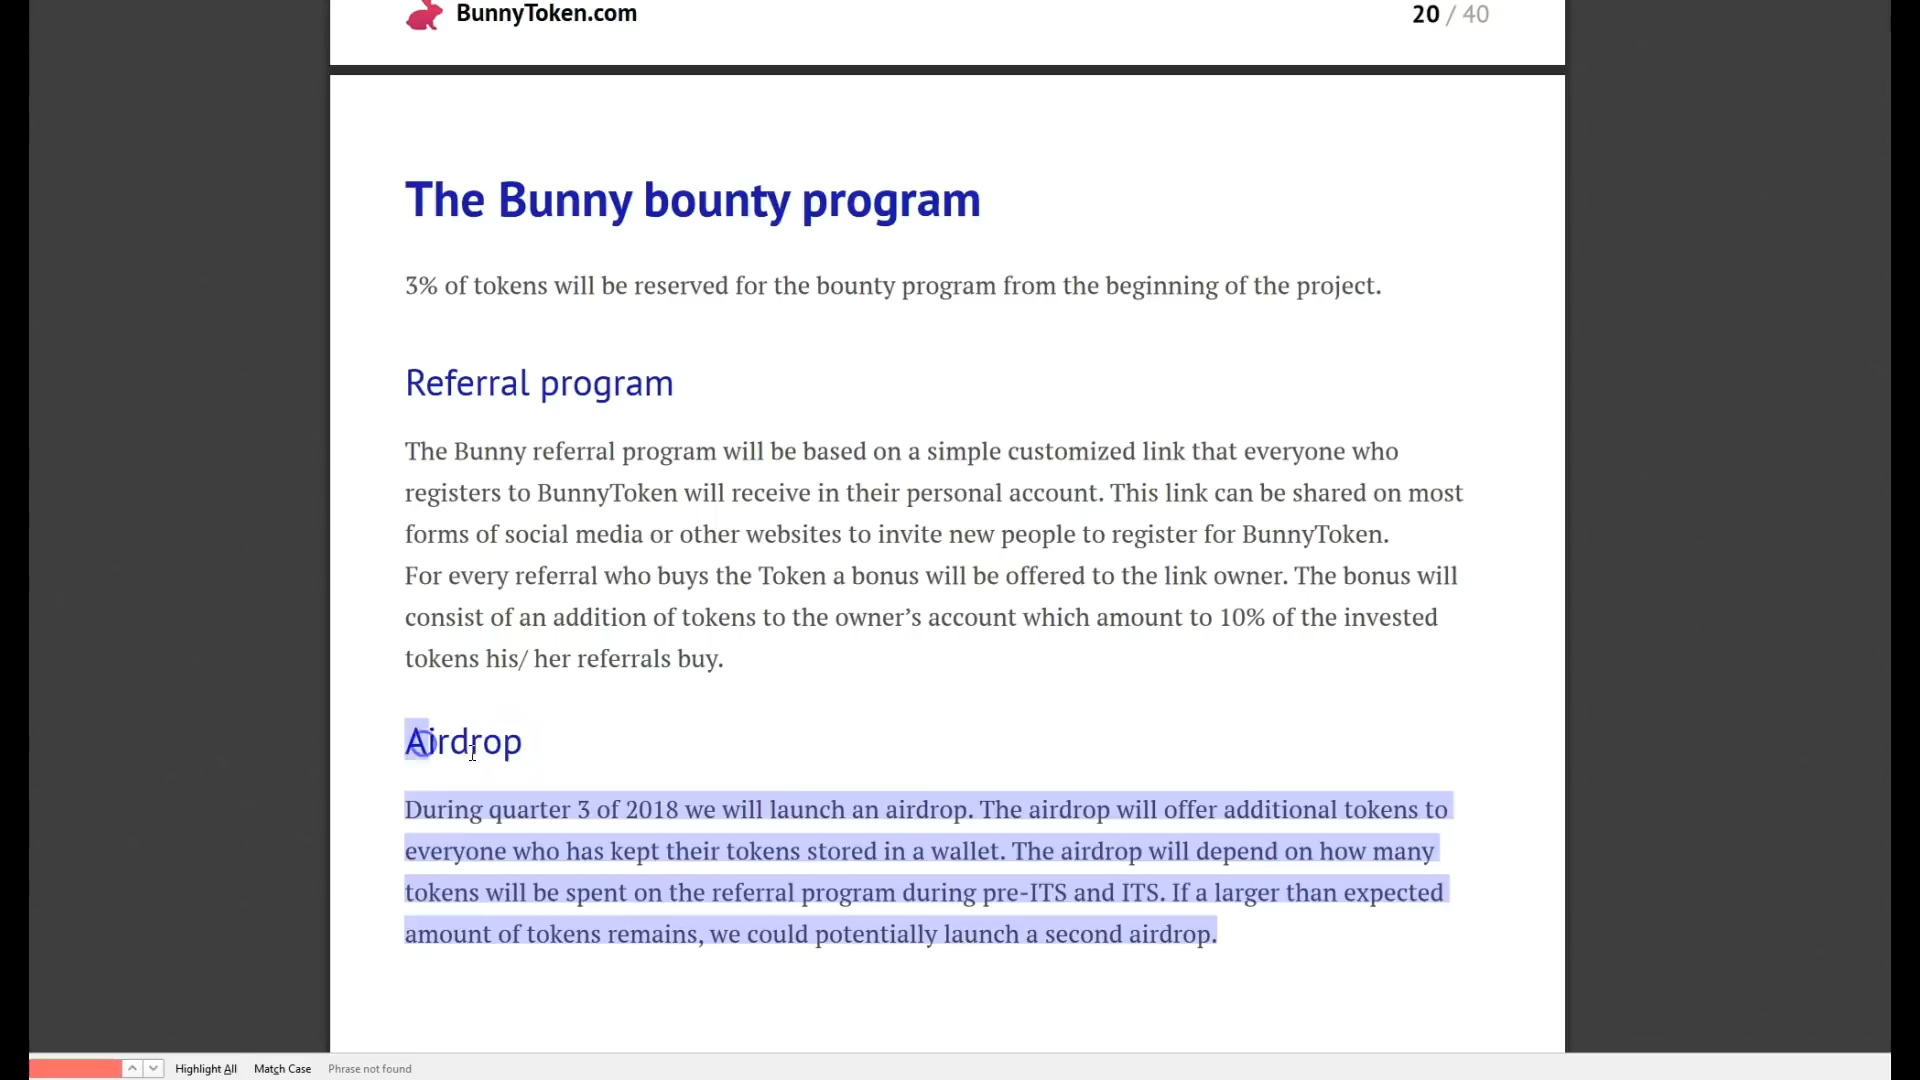 BunnyToken.com
20 / 40
The Bunny bounty program
3% of tokens will be reserved for the bounty program from the beginning of the project.
Referral program
The Bunny referral program will be based on a simple customized link that everyone who
registers to BunnyToken will receive in their personal account. This link can be shared on most
forms of social media or other websites to invite new people to register for BunnyToken.
For every referral who buys the Token a bonus will be offered to the link owner. The bonus will
consist of an addition of tokens to the owner’s account which amount to 10% of the invested
tokens his/ her referrals buy.
Airdrop
During quarter 3 of 2018 we will launch an airdrop. The airdrop will offer additional tokens to
everyone who has kept their tokens stored in a wallet. The airdrop will depend on how many
tokens will be spent on the referral program during pre-ITS and ITS. If a larger than expected
amount of tokens remains, we could potentially launch a second airdrop.
Highlight All Match Case Phrase not found